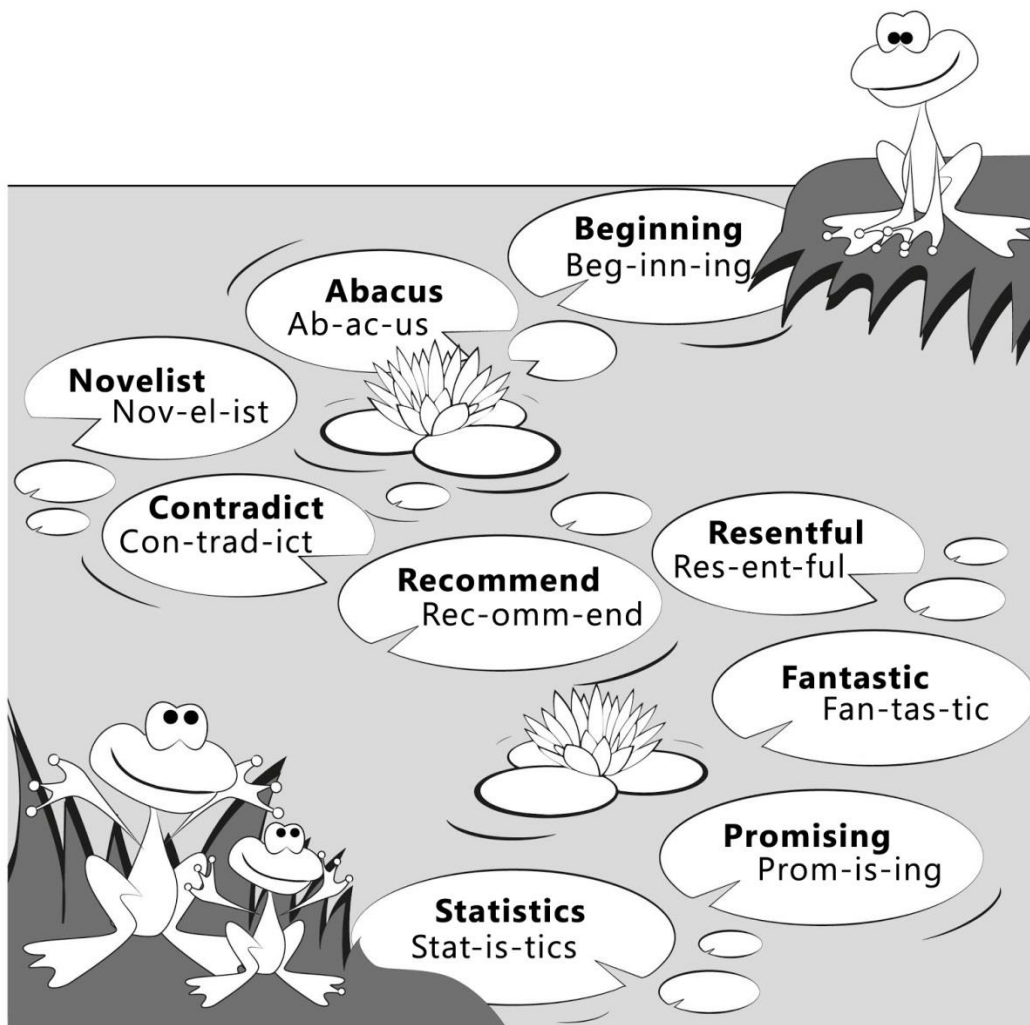 Beginning
Beg-inn-ing
Abacus
Ab-ac-us
Novelist
Nov-el-ist
Contradict
Con-trad-ict
Recommend
Rec-omm-end
Resentful
Res-ent-ful
Fantastic
Fan-tas-tic
Promising
Prom-is-ing
Statistics
Stat-is-tics